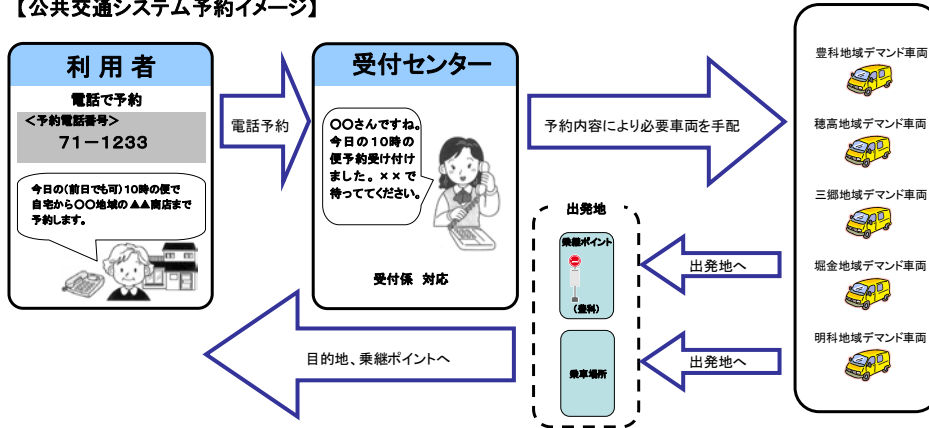 【公共交通システム予約イメージ】
利用者
電話で予約
<予約電話番号>
71－1233
今日の(前日でも可)10時の便で
自宅から〇〇地域の▲▲商店まで
予約します。
電話予約
受付センター
〇〇さんですね。
今日の10時の
便予約受け付け
ました。××で
待っててください。
受付係 対応
予約内容により必要車両を手配
豊科地域デマンド車両
穂高地域デマンド車両
三郷地域デマンド車両
堀金地域デマンド車両
明科地域デマンド車両
出発地
乗継ポイント
(豊科)
乗車場所
出発地へ
出発地へ
目的地、乗継ポイントへ